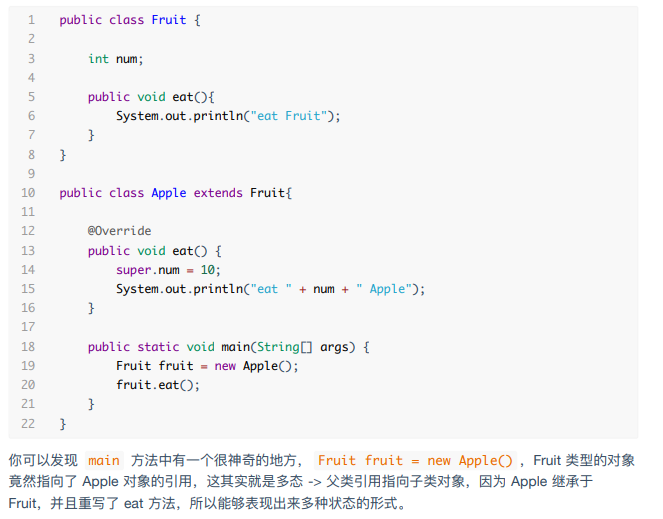 1 public class Fruit {
2
3     int num;
4
5     public void eat(){
6         System.out.println("eat Fruit");
7     }
8 }
9
10 public class Apple extends Fruit{
11
12     @Override
13     public void eat() {
14         super.num = 10;
15         System.out.println("eat " + num + " Apple");
16     }
17
18     public static void main(String[] args) {
19         Fruit fruit = new Apple();
20         fruit.eat();
21     }
22 }
你可以发现 main 方法中有一个很神奇的地方， Fruit fruit = new Apple() ，Fruit 类型的对象
竟然指向了 Apple 对象的引用，这其实就是多态 -> 父类引用指向子类对象，因为 Apple 继承于
Fruit，并且重写了 eat 方法，所以能够表现出来多种状态的形式。